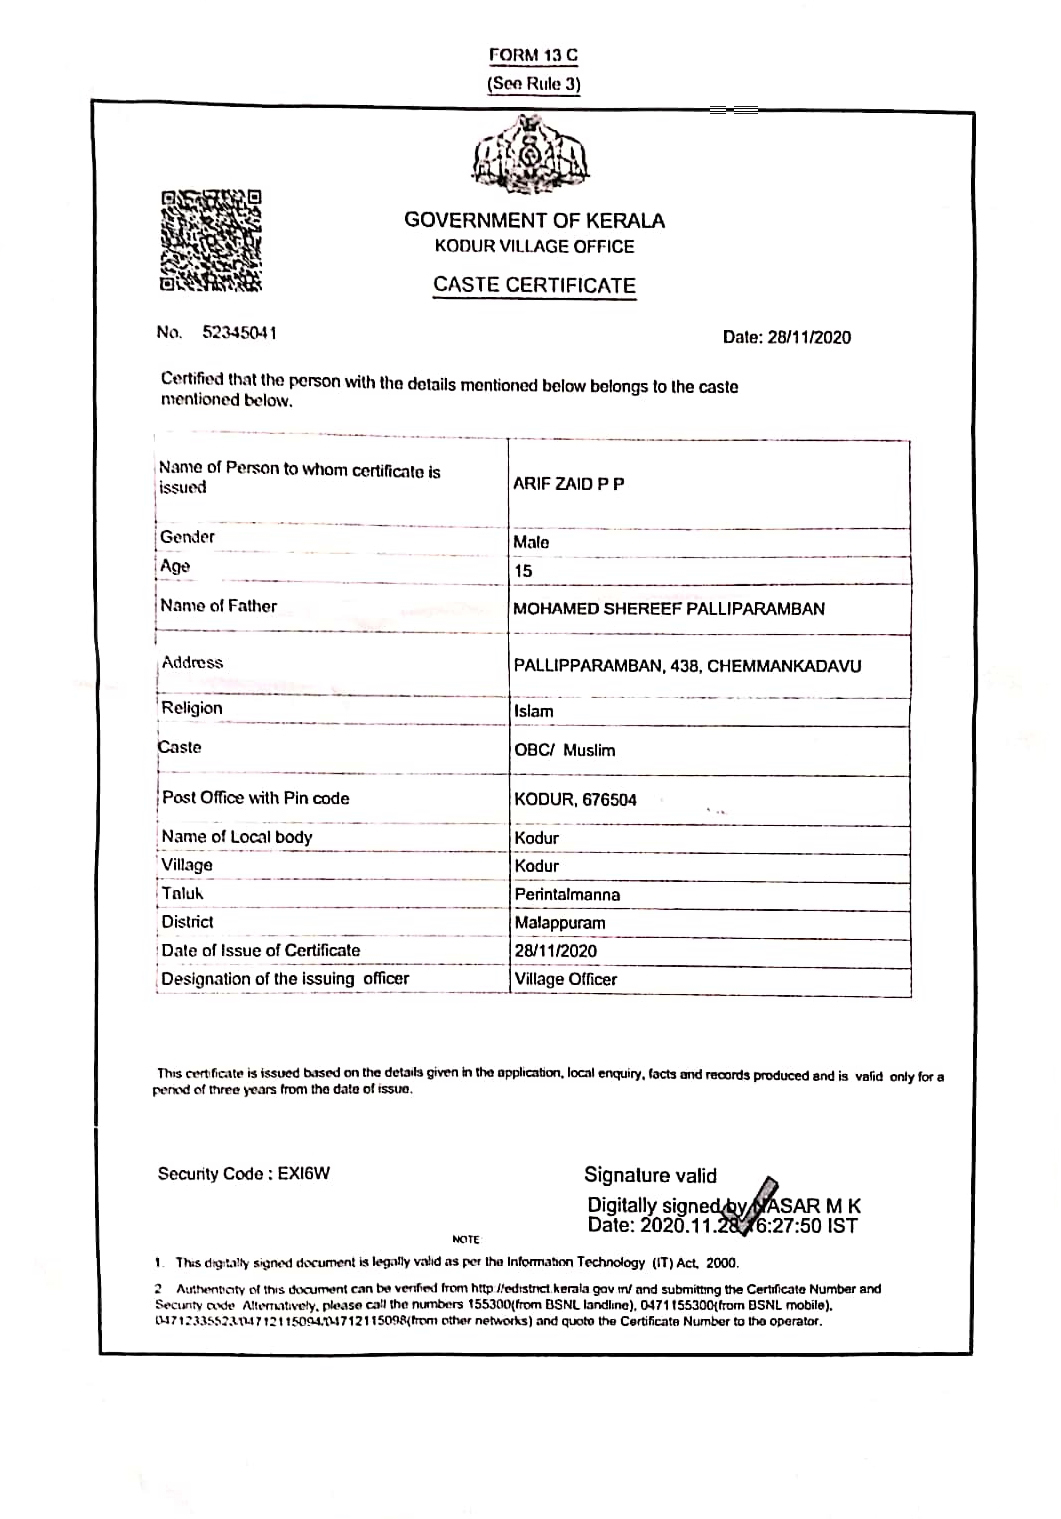 FORM 13 C
(See Rule 3)
GOVERNMENT OF KERALA
KODUR VILLAGE OFFICE
CASTE CERTIFICATE
No. 52345041
Date: 28/11/2020
Certified that the person with the details mentioned below belongs to the caste
mentioned below.
Name of Person to whom certificate is
issued
ARIF ZAID P P
Gender Male
Age 15
Name of Father MOHAMED SHEREEF PALLIPARAMBAN
Address PALLIPPARAMBAN, 438, CHEMMANKADAVU
Religion Islam
Caste OBC/ Muslim
Post Office with Pin code KODUR, 676504
Name of Local body Kodur
Village Kodur
Taluk Perintalmanna
District Malappuram
Date of Issue of Certificate 28/11/2020
Designation of the issuing officer Village Officer
This certificate is issued based on the details given in the application, local enquiry, facts and records produced and is valid only for a
period of three years from the date of issue.
Security Code : EXI6W
Signature valid
Digitally signed by NASAR M K
Date: 2020.11.28 16:27:50 IST
NOTE
1. This digitally signed document is legally valid as per the Information Technology (IT) Act, 2000.
2 Authenticity of this document can be verified from http://edistrict.kerala.gov.in/ and submitting the Certificate Number and
Security code Alternatively, please call the numbers 155300(from BSNL landline), 0471155300(from BSNL mobile),
04712335523,04712115094,04712115098(from other networks) and quote the Certificate Number to the operator.